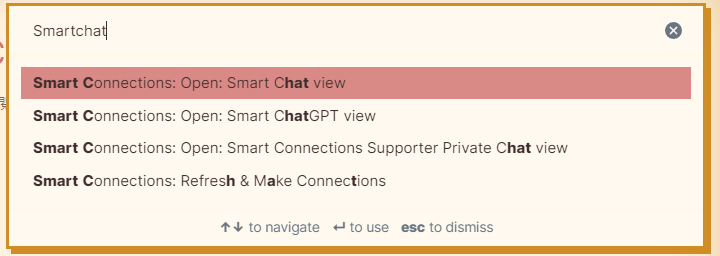 Smartchat
Smart Connections: Open: Smart Chat view
Smart Connections: Open: Smart ChatGPT view
Smart Connections: Open: Smart Connections Supporter Private Chat view
Smart Connections: Refresh & Make Connections
↑↓ to navigate ↵ to use esc to dismiss